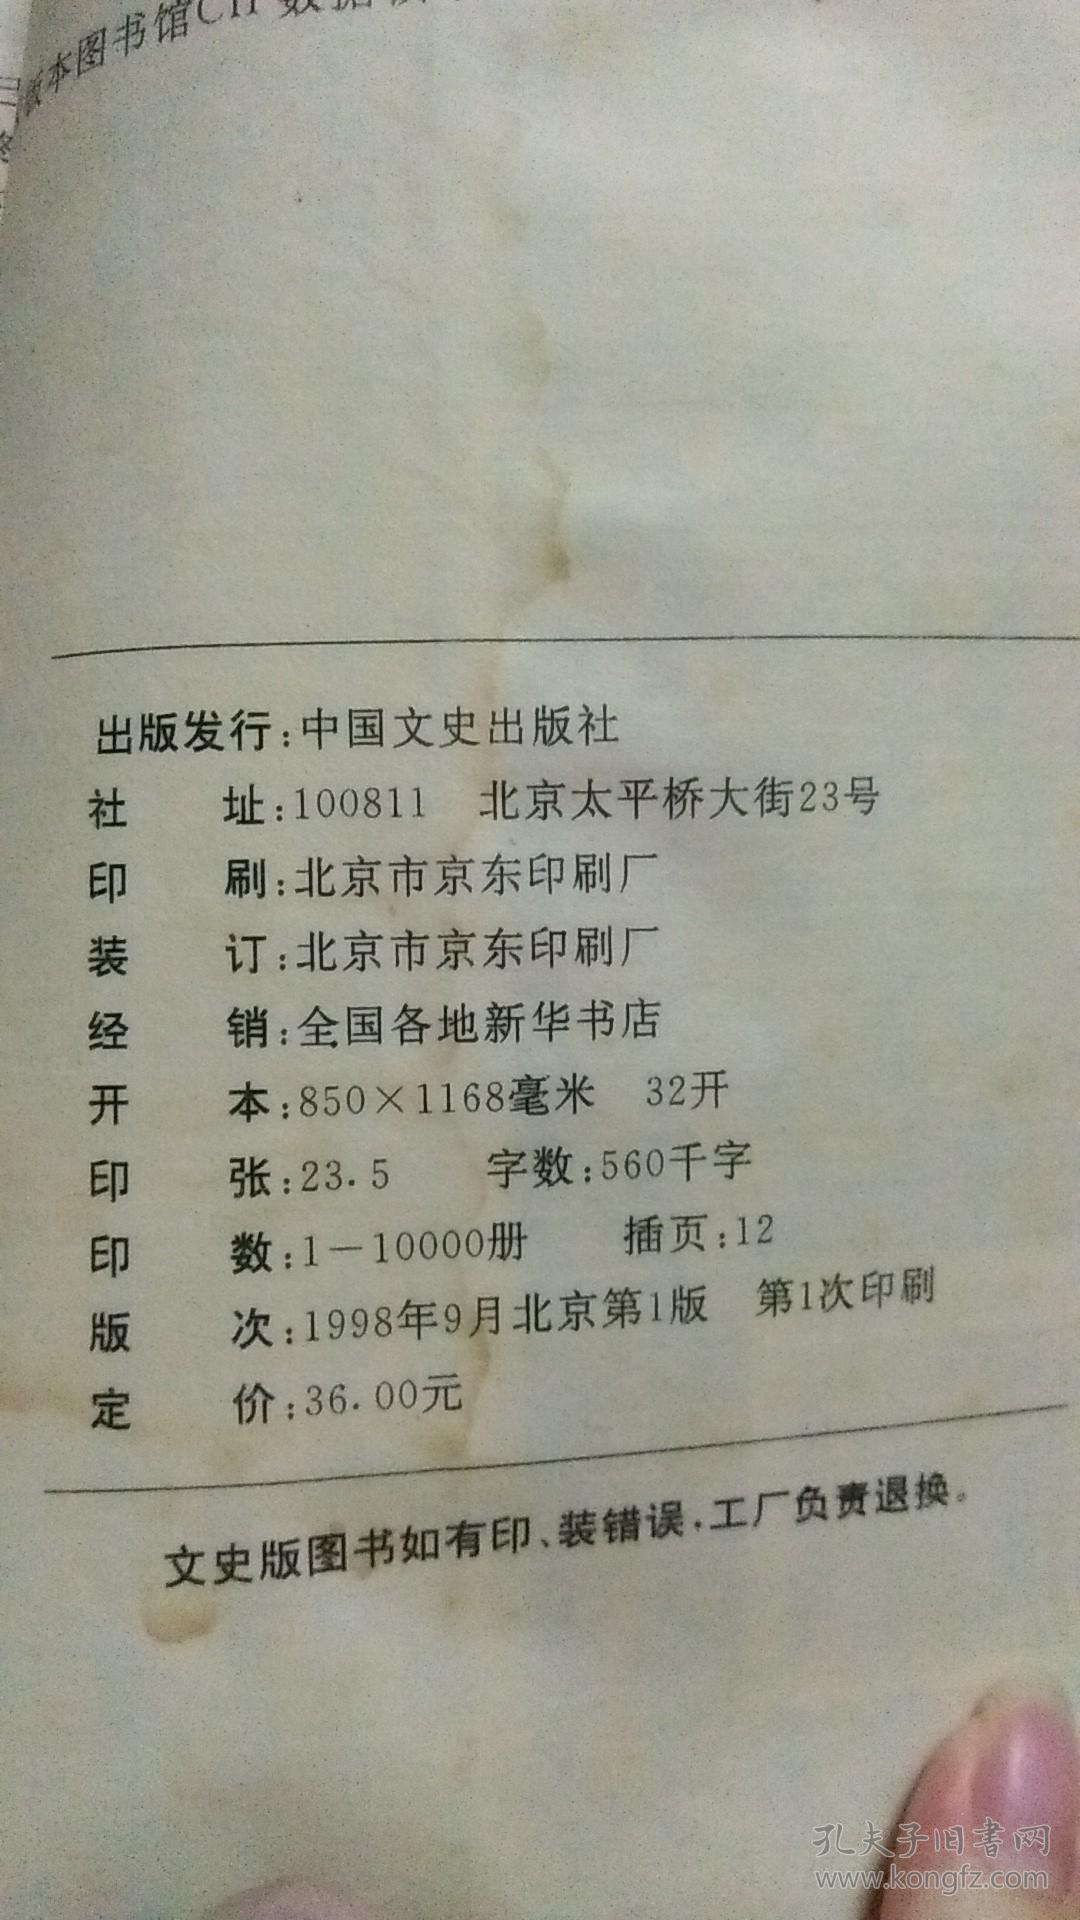 版本图书馆CIP数据
出版发行:中国文史出版社
社　　址:100811　北京太平桥大街23号
印　　刷:北京市京东印刷厂
装　　订:北京市京东印刷厂
经　　销:全国各地新华书店
开　　本:850×1168毫米　32开
印　　张:23.5　　字数:560千字
印　　数:1—10000册　　插页:12
版　　次:1998年9月北京第1版　第1次印刷
定　　价:36.00元
文史版图书如有印、装错误,工厂负责退换。
孔夫子旧书网
www.kongfz.com